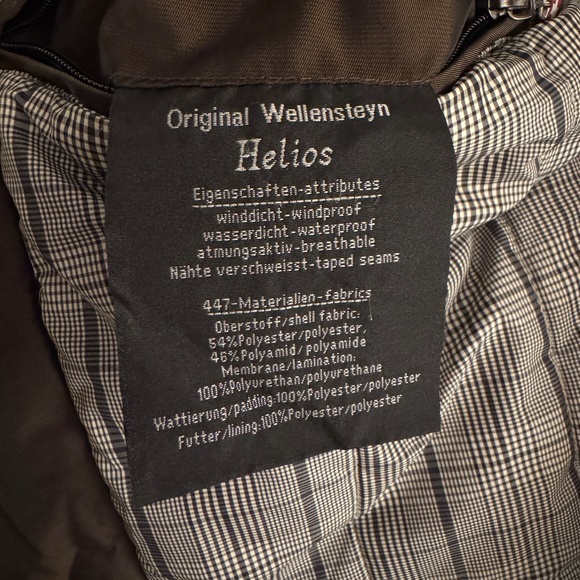 Original Wellensteyn
Helios
Eigenschaften-attributes
winddicht-windproof
wasserdicht-waterproof
atmungsaktiv-breathable
Nähte verschweisst-taped seams
447-Materialien-fabrics
Oberstoff/shell fabric:
54%Polyester/polyester,
46%Polyamid/polyamide
Membrane/lamination:
100%Polyurethan/polyurethane
Wattierung/padding:100%Polyester/polyester
Futter/lining:100%Polyester/polyester